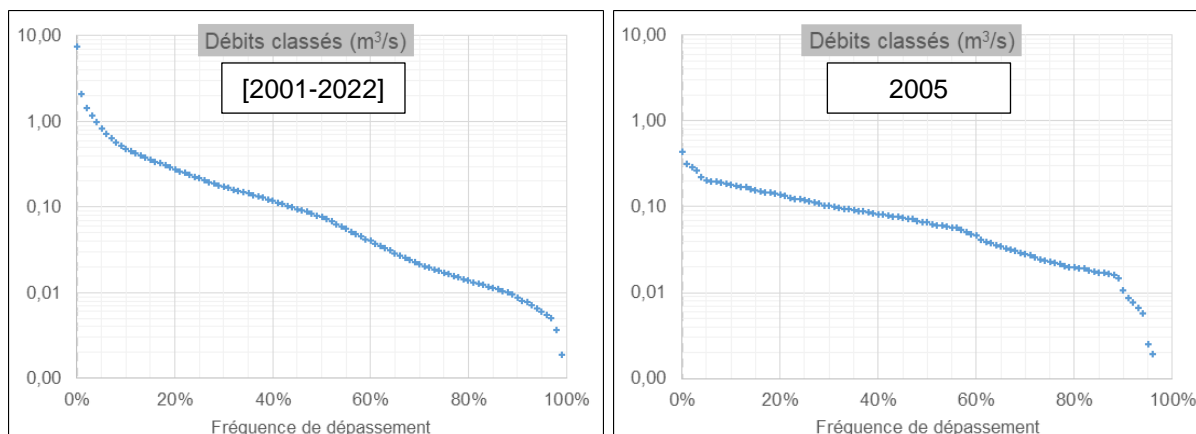 Débits classés (m³/s)
[2001-2022]
10,00
1,00
0,10
0,01
0,00
0% 20% 40% 60% 80% 100%
Fréquence de dépassement
Débits classés (m³/s)
2005
10,00
1,00
0,10
0,01
0,00
0% 20% 40% 60% 80% 100%
Fréquence de dépassement